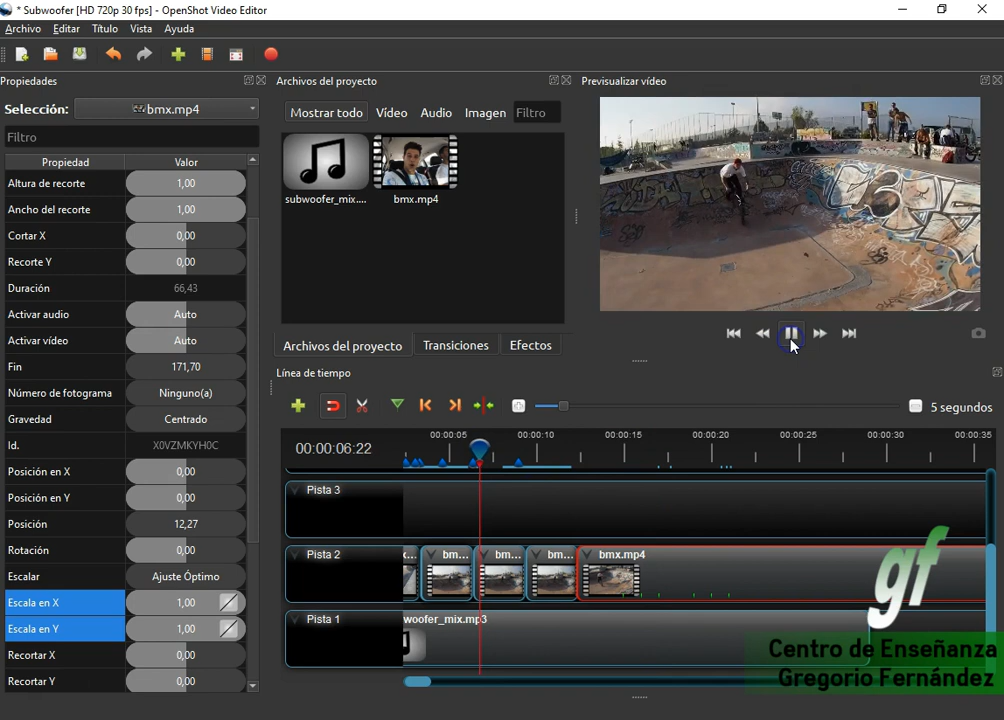 * Subwoofer [HD 720p 30 fps] - OpenShot Video Editor
Archivo Editar Título Vista Ayuda
Propiedades
Archivos del proyecto
Previsualizar vídeo
Selección: bmx.mp4
Filtro
Propiedad Valor
Altura de recorte 1,00
Ancho del recorte 1,00
Cortar X 0,00
Recorte Y 0,00
Duración 66,43
Activar audio Auto
Activar vídeo Auto
Fin 171,70
Número de fotograma Ninguno(a)
Gravedad Centrado
Id. X0VZMKYH0C
Posición en X 0,00
Posición en Y 0,00
Posición 12,27
Rotación 0,00
Escalar Ajuste Óptimo
Escala en X 1,00
Escala en Y 1,00
Recortar X 0,00
Recortar Y 0,00
Mostrar todo Vídeo Audio Imagen Filtro
subwoofer_mix.... bmx.mp4
Archivos del proyecto Transiciones Efectos
Línea de tiempo
5 segundos
00:00:06:22
00:00:05 00:00:10 00:00:15 00:00:20 00:00:25 00:00:30 00:00:35
Pista 3
Pista 2 x... bm... bm... bm... bmx.mp4
Pista 1 woofer_mix.mp3
gf
Centro de Enseñanza
Gregorio Fernández